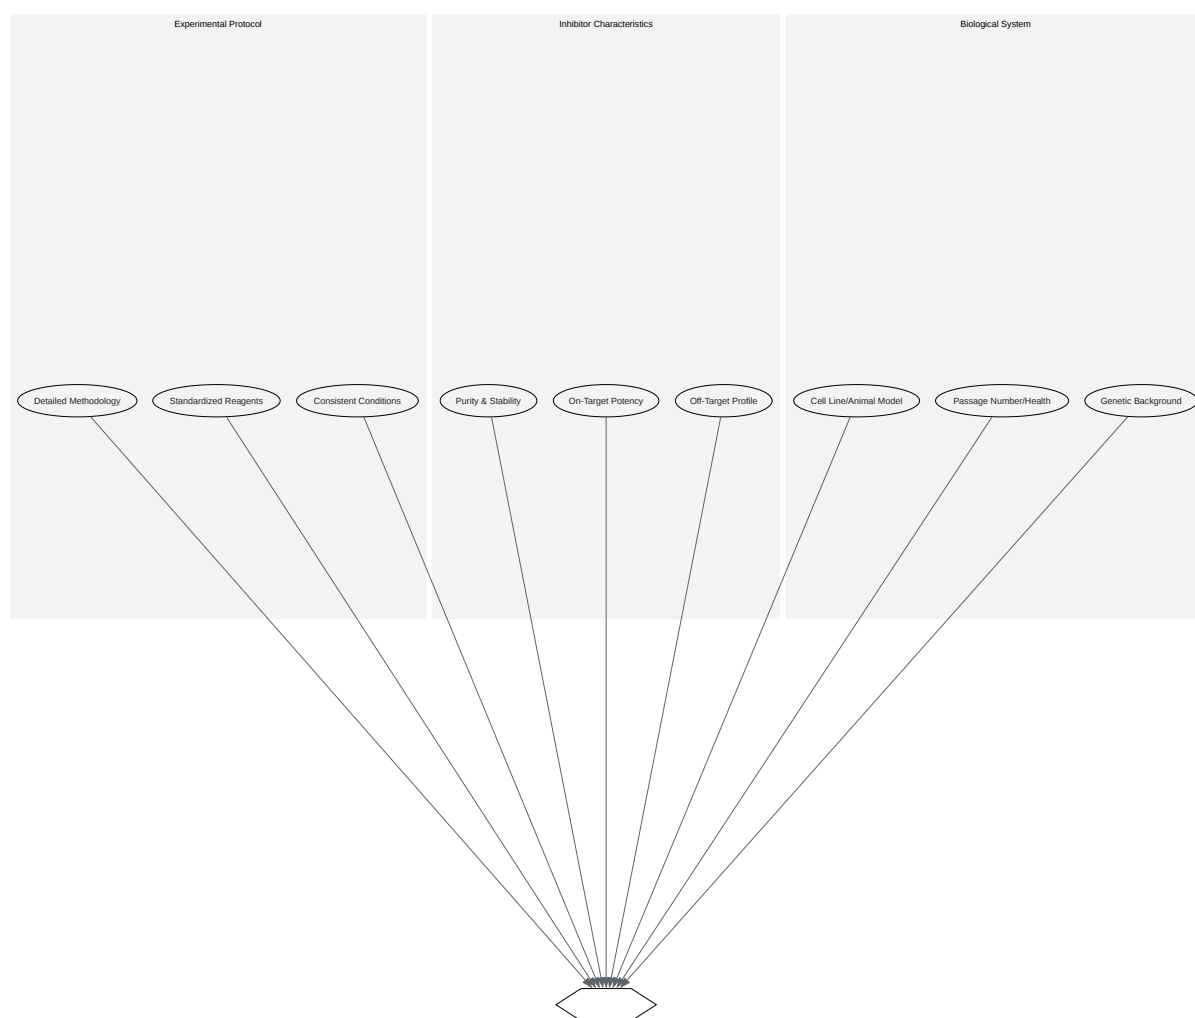 Experimental Protocol
Inhibitor Characteristics
Biological System
Detailed Methodology
Standardized Reagents
Consistent Conditions
Purity & Stability
On-Target Potency
Off-Target Profile
Cell Line/Animal Model
Passage Number/Health
Genetic Background